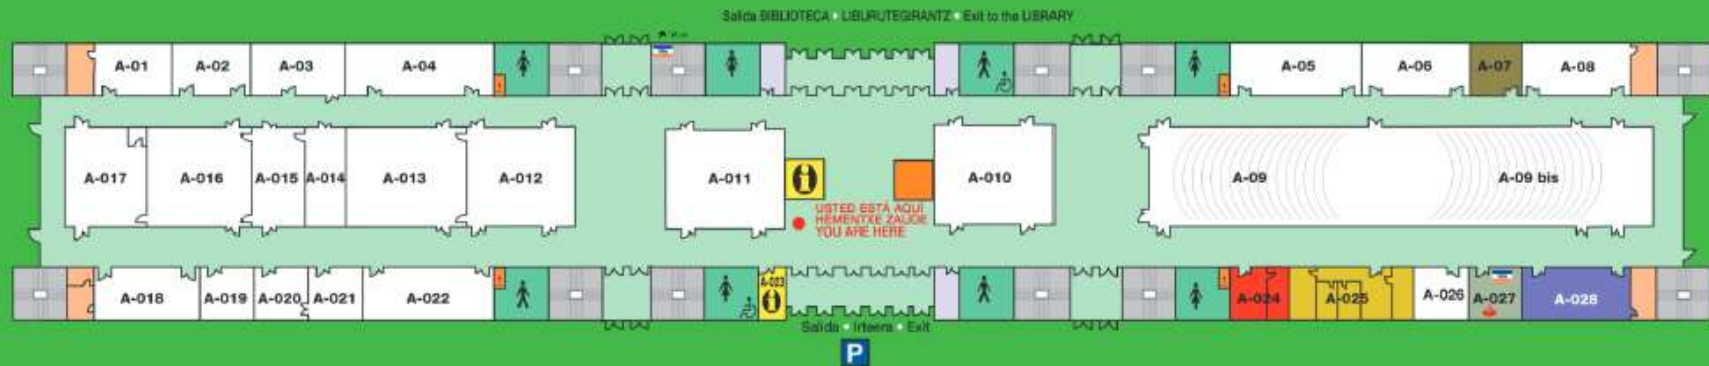 Salida BIBLIOTECA • LIBURUTEGIRANTZ • Exit to the LIBRARY
A-01 A-02 A-03 A-04 A-05 A-06 A-07 A-08
A-017 A-016 A-015 A-014 A-013 A-012 A-011 A-010 A-09 A-09 bis
USTED ESTÁ AQUÍ
HEMENTXE ZAUDE
YOU ARE HERE
A-018 A-019 A-020 A-021 A-022 A-023 A-024 A-025 A-026 A-027 A-028
Salida • Irteera • Exit
P